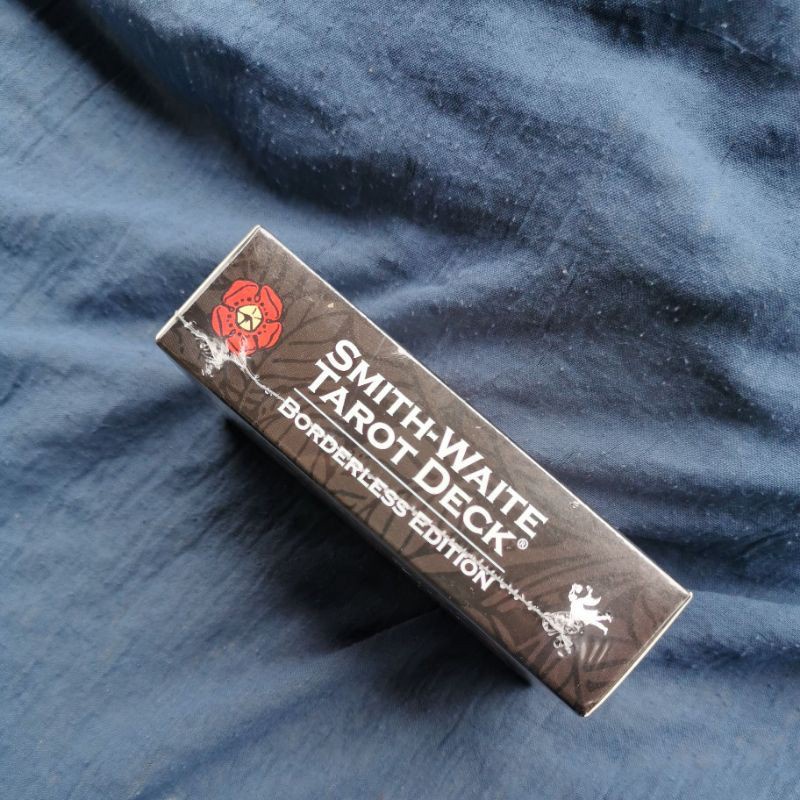 SMITH-WAITE
TAROT DECK®
BORDERLESS EDITION